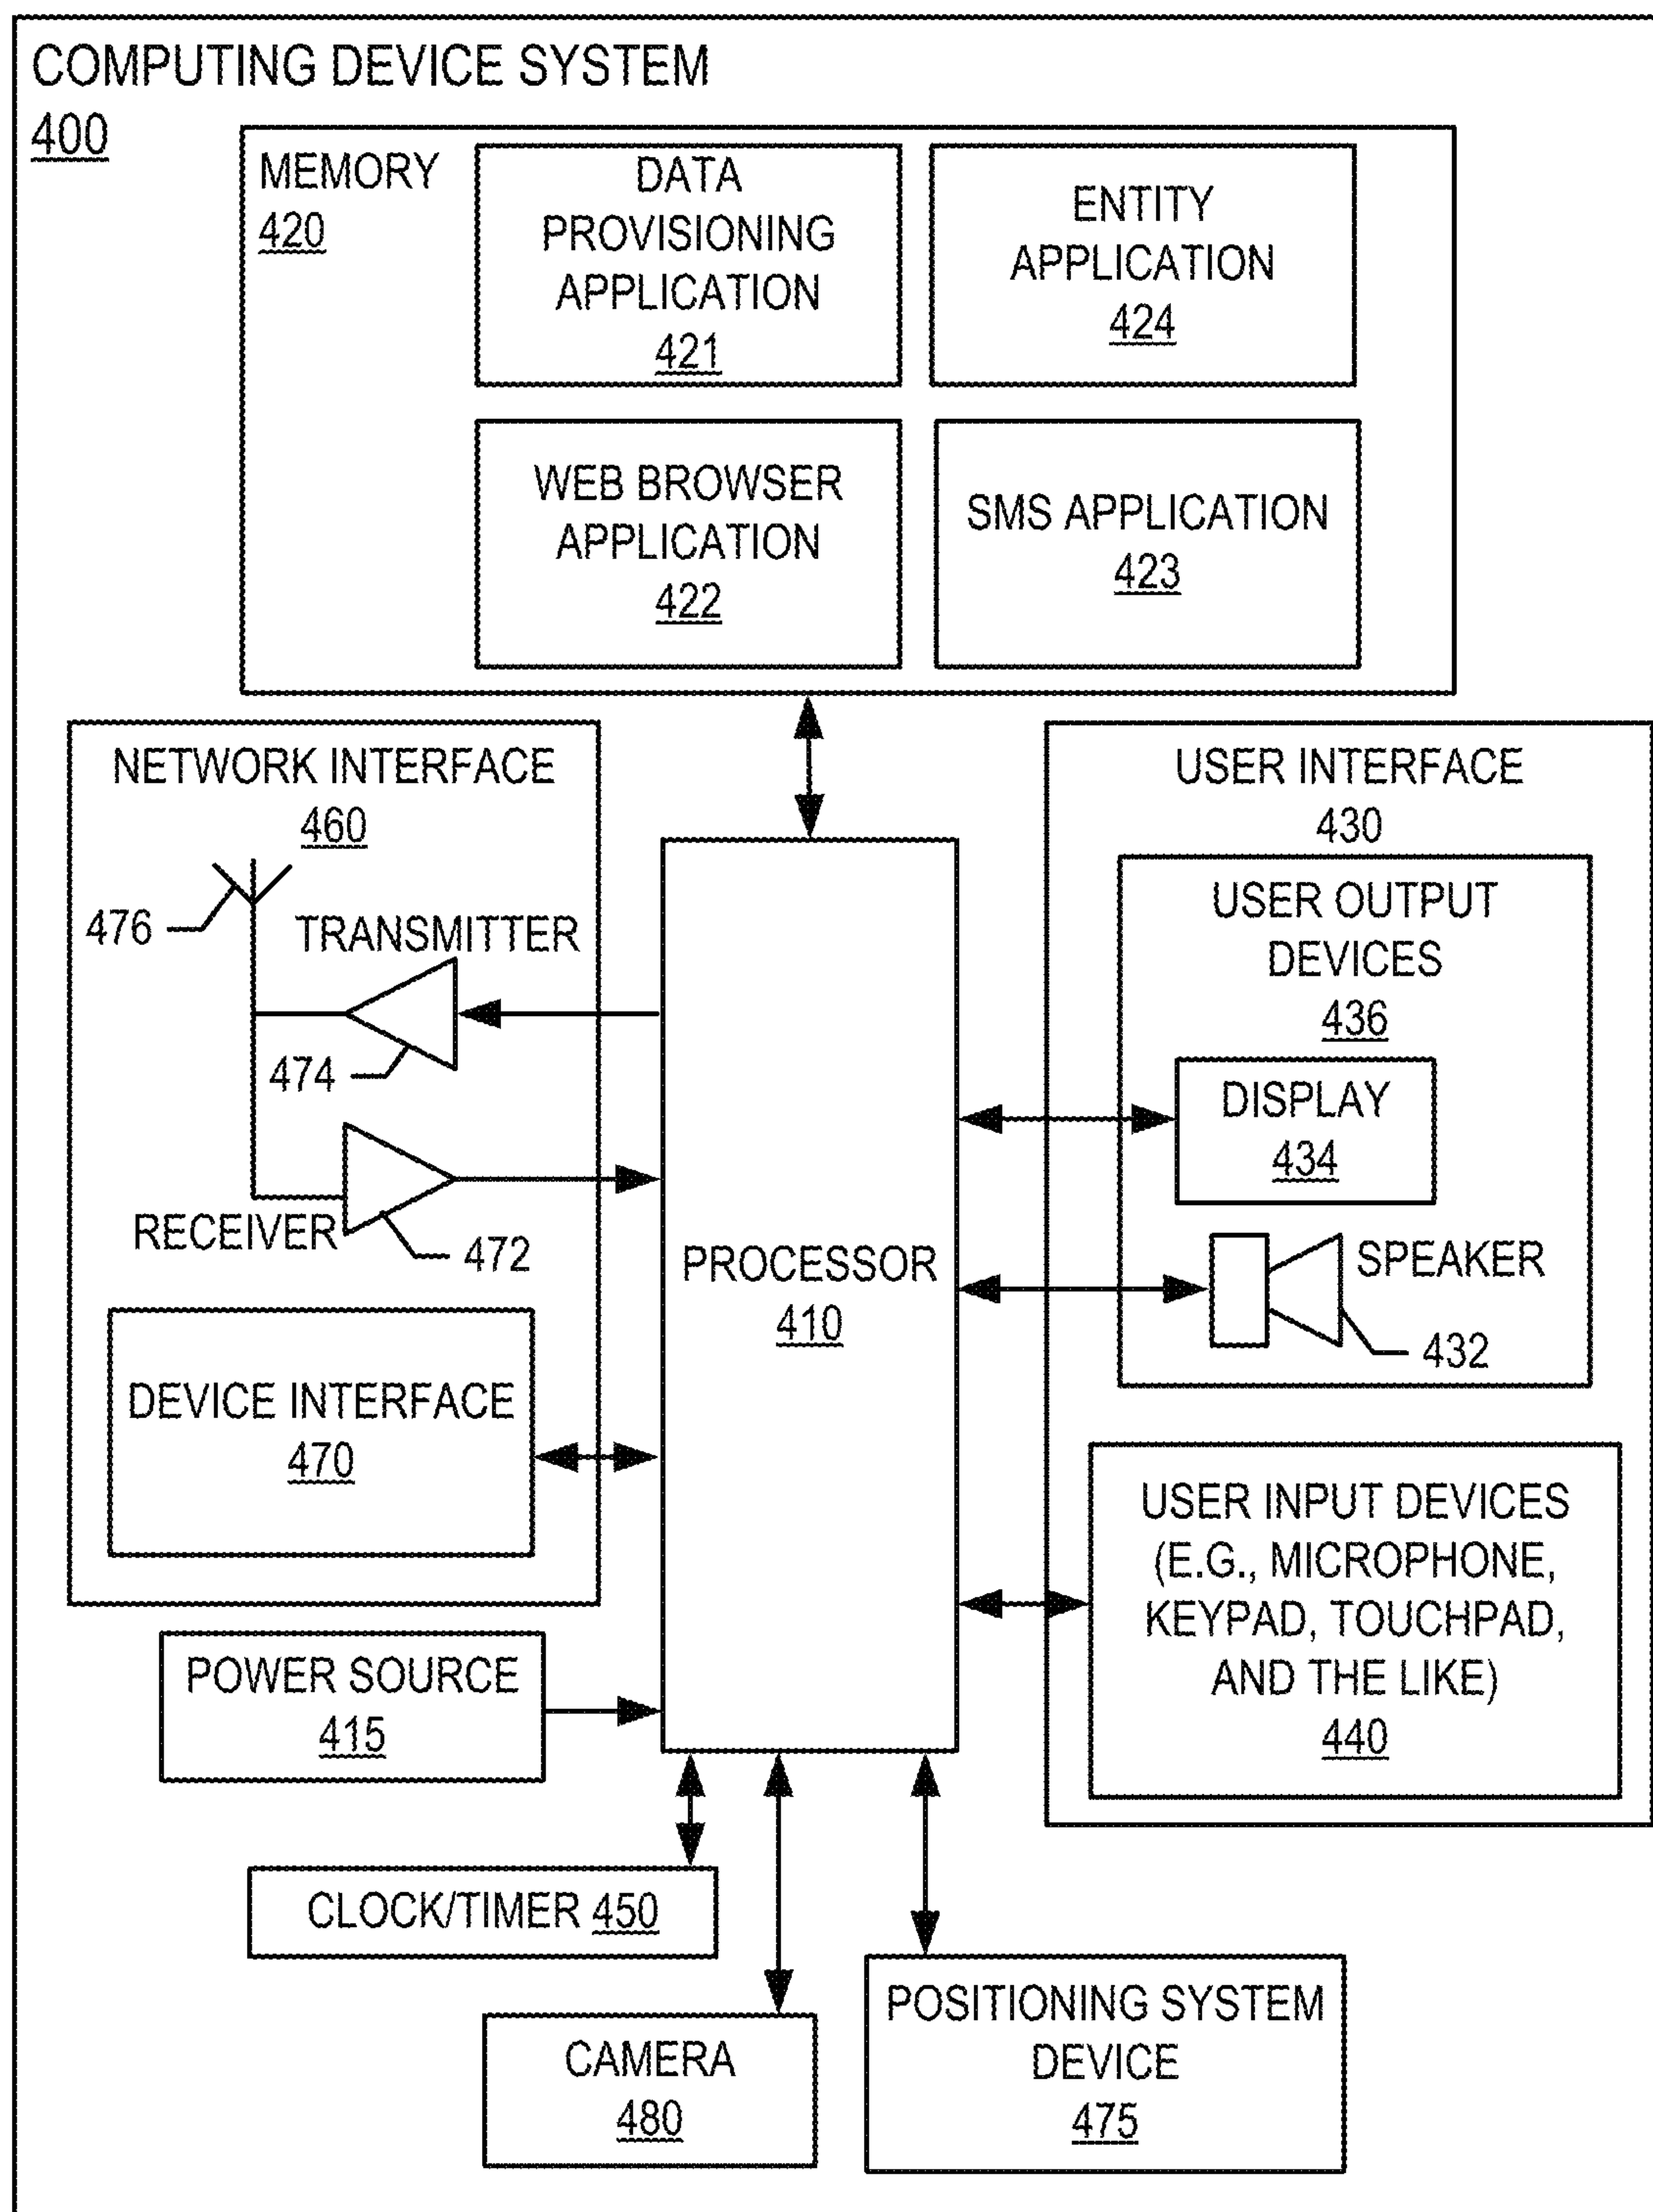 COMPUTING DEVICE SYSTEM
400
MEMORY
420
DATA
PROVISIONING
APPLICATION
421
ENTITY
APPLICATION
424
WEB BROWSER
APPLICATION
422
SMS APPLICATION
423
NETWORK INTERFACE
460
476
TRANSMITTER
474
RECEIVER
472
DEVICE INTERFACE
470
PROCESSOR
410
USER INTERFACE
430
USER OUTPUT
DEVICES
436
DISPLAY
434
SPEAKER
432
USER INPUT DEVICES
(E.G., MICROPHONE,
KEYPAD, TOUCHPAD,
AND THE LIKE)
440
POWER SOURCE
415
CLOCK/TIMER 450
CAMERA
480
POSITIONING SYSTEM
DEVICE
475